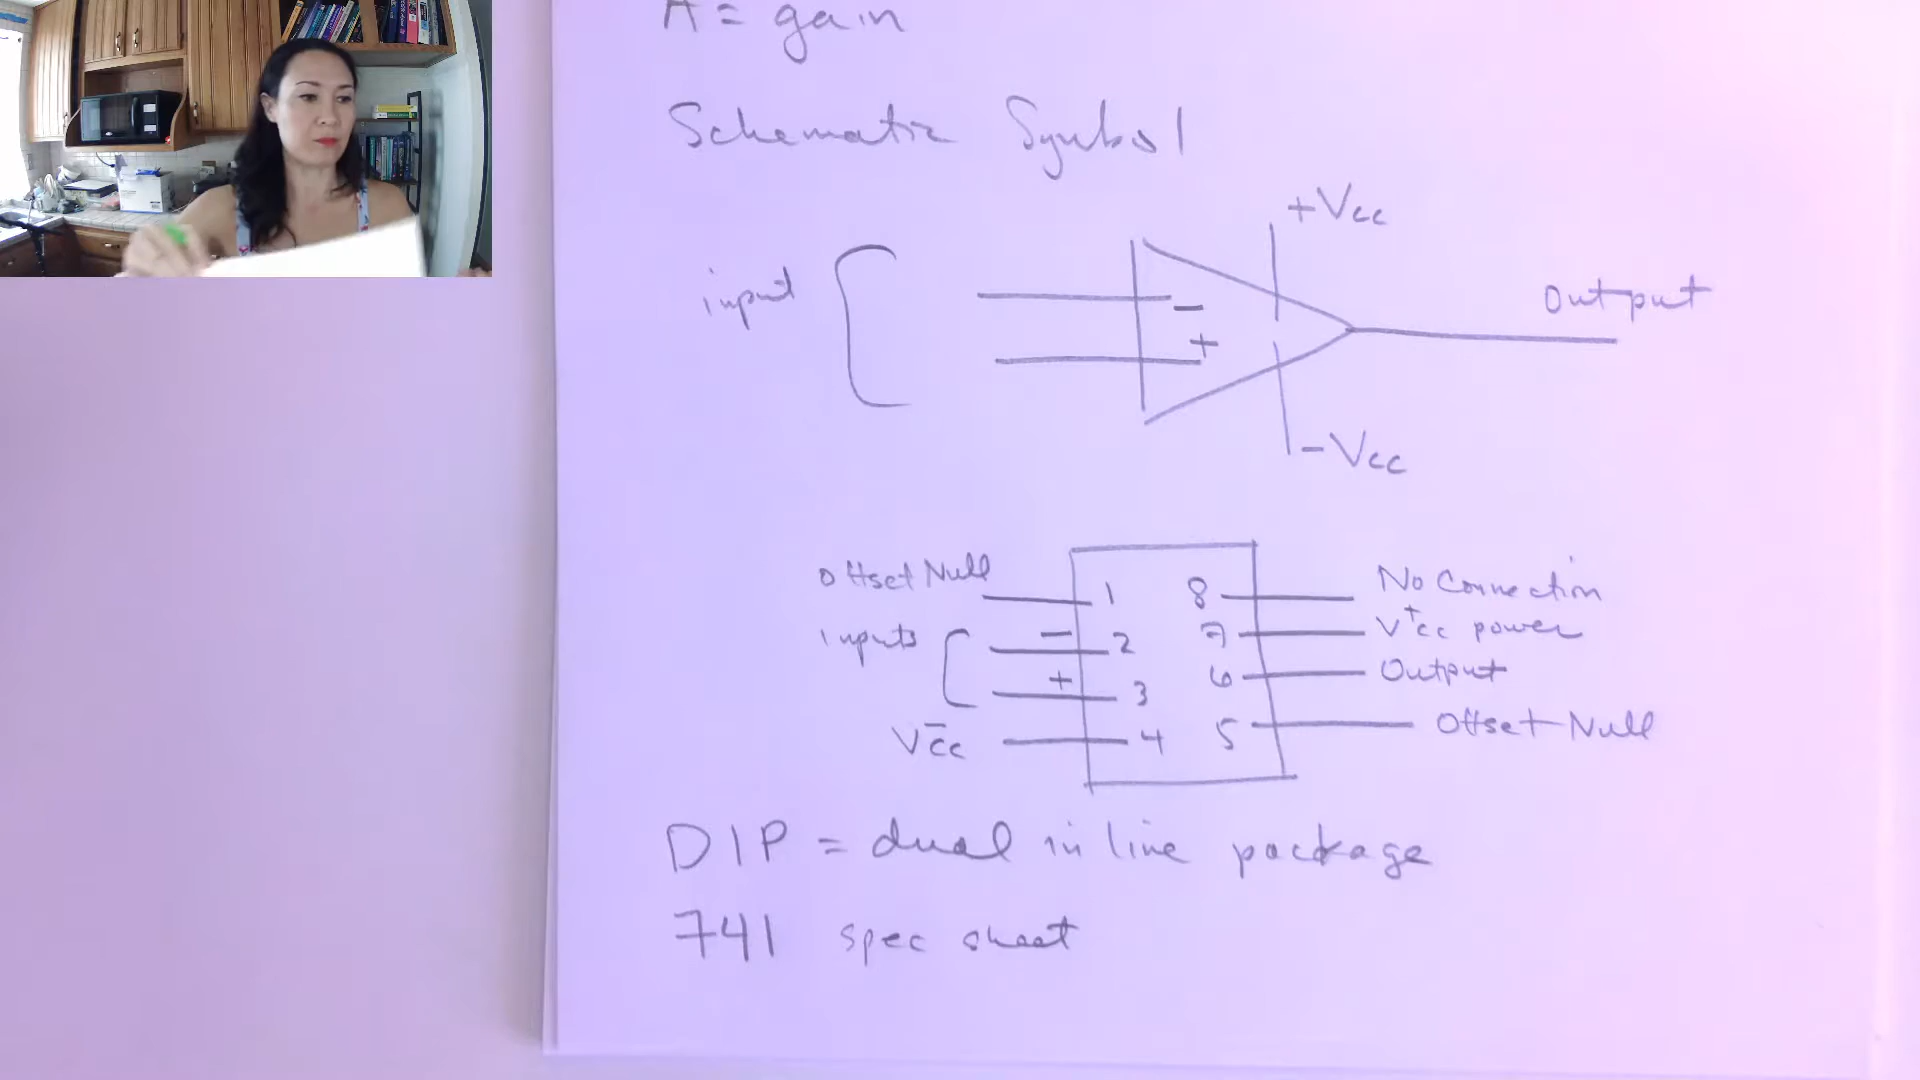 A = gain
Schematic Symbol
+Vcc
input
−
+
Output
−Vcc
Offset Null 1 8 No Connection
inputs − 2 7 V+cc power
+ 3 6 Output
V−cc 4 5 Offset Null
DIP = dual in line package
741 spec sheet